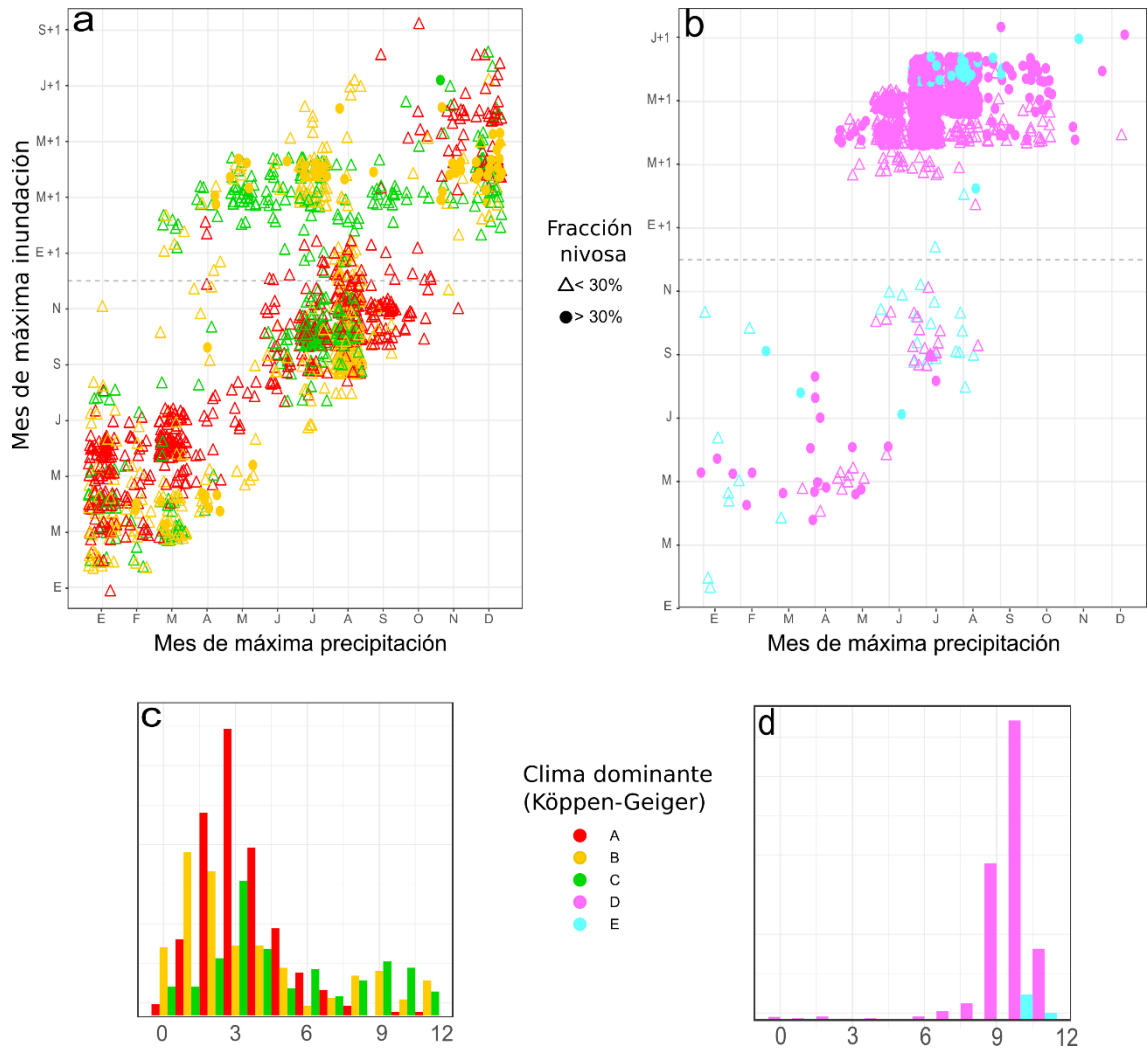 a
S+1
J+1
M+1
M+1
E+1
N
S
J
M
M
E
Mes de máxima inundación
E F M A M J J A S O N D
Mes de máxima precipitación
Fracción
nivosa
< 30%
> 30%
b
J+1
M+1
M+1
E+1
N
S
J
M
M
E
E F M A M J J A S O N D
Mes de máxima precipitación
c
0 3 6 9 12
Clima dominante
(Köppen-Geiger)
A
B
C
D
E
d
0 3 6 9 12